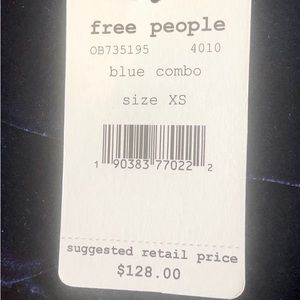 free people
OB735195 4010
blue combo
size XS
1 90383 77022 2
suggested retail price
$128.00